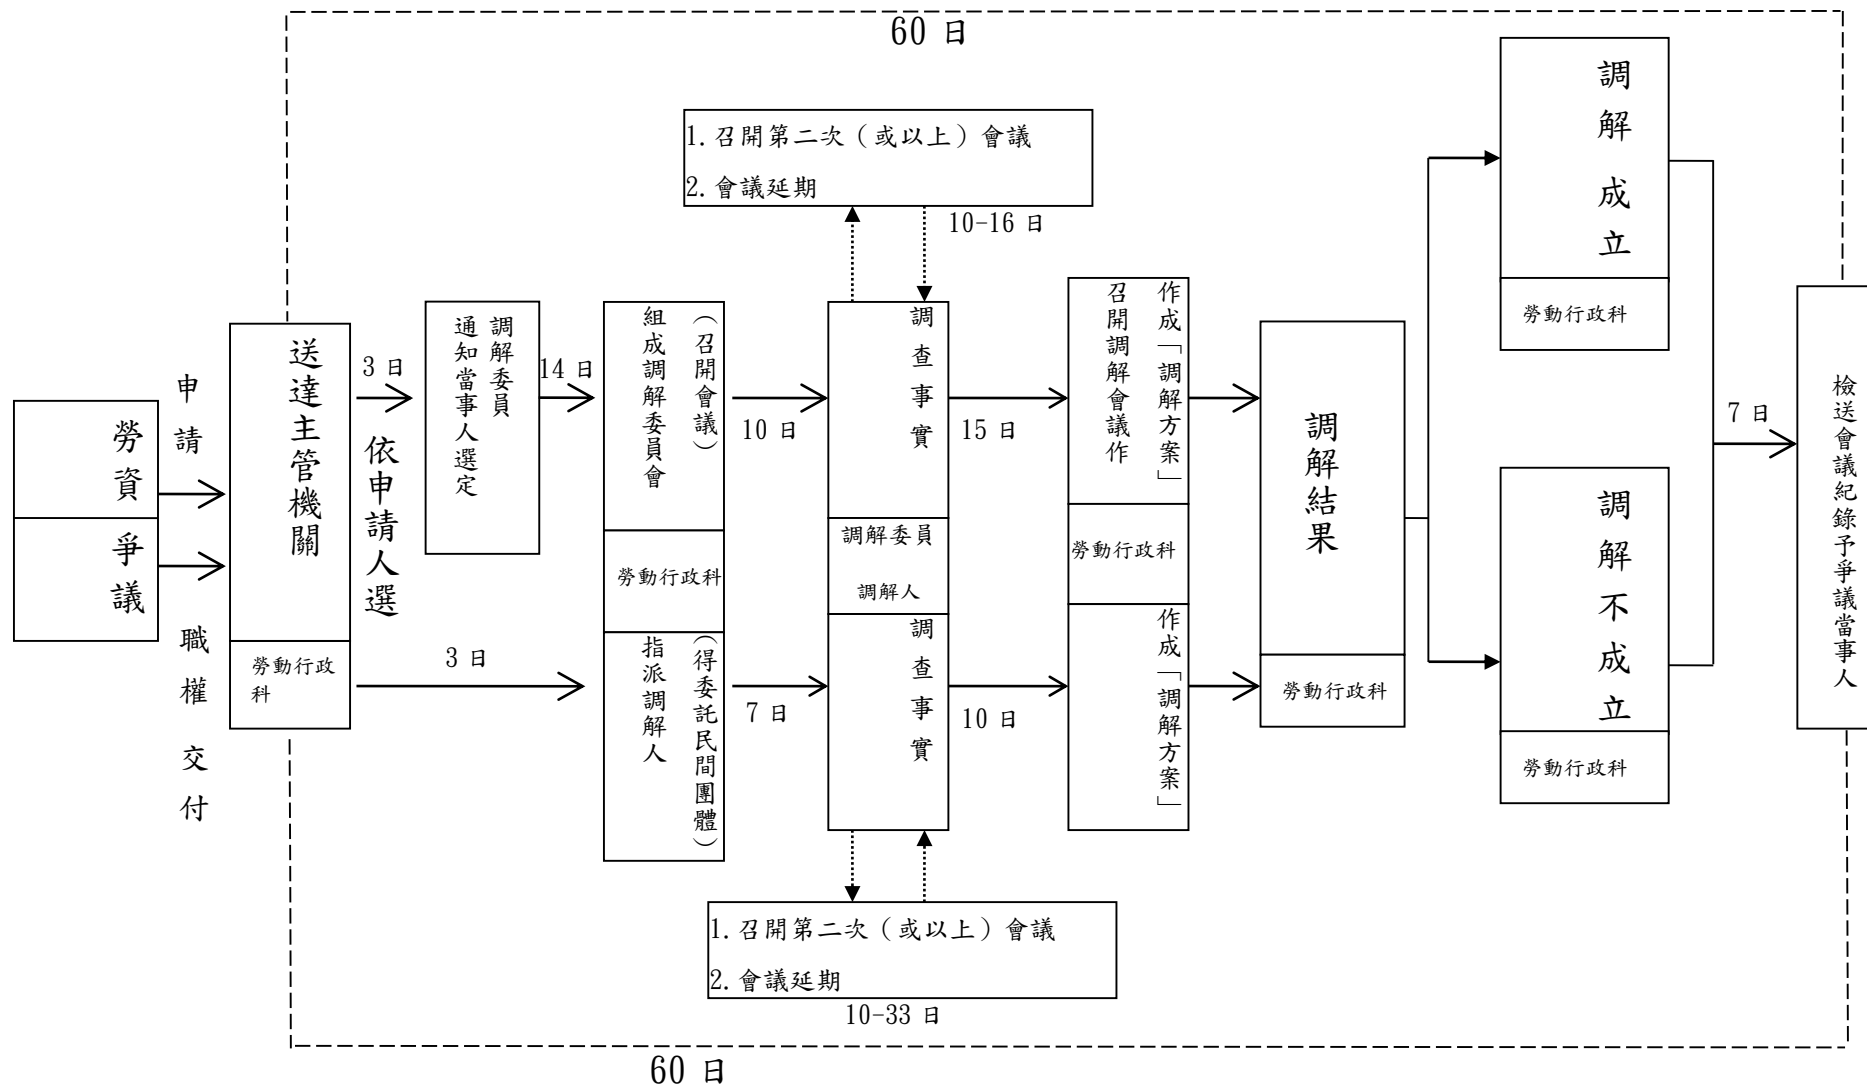 60 日
1. 召開第二次（或以上）會議
2. 會議延期
10-16 日
勞資
爭議
申請
職權交付
送達主管機關
勞動行政
科
3 日
依申請人選
調解委員
通知當事人選定
14 日
（召開會議）
組成調解委員會
勞動行政科
3 日
（得委託民間團體）
指派調解人
10 日
7 日
調查事實
調解委員
調解人
調查事實
15 日
10 日
作成「調解方案」
召開調解會議作
勞動行政科
作成「調解方案」
調解結果
勞動行政科
調解成立
勞動行政科
調解不成立
勞動行政科
7 日
檢送會議紀錄予爭議當事人
1. 召開第二次（或以上）會議
2. 會議延期
10-33 日
60 日